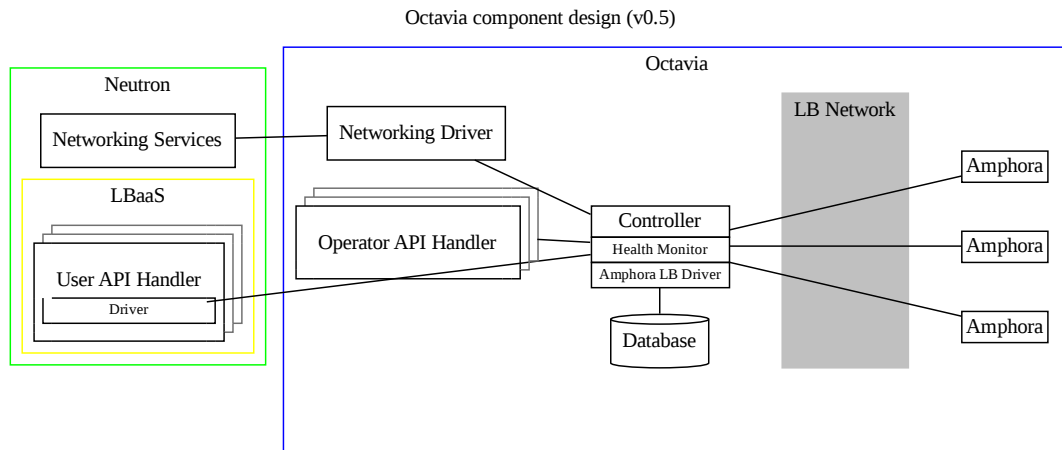 Octavia component design (v0.5)
Neutron
Networking Services
LBaaS
User API Handler
Driver
Octavia
Networking Driver
Operator API Handler
Controller
Health Monitor
Amphora LB Driver
Database
LB Network
Amphora
Amphora
Amphora